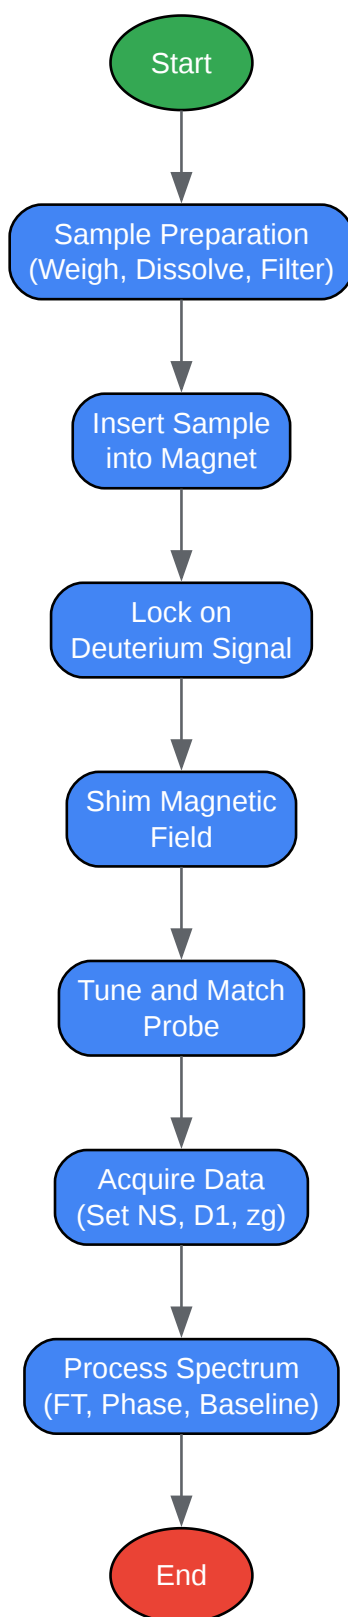 Start
Sample Preparation
(Weigh, Dissolve, Filter)
Insert Sample
into Magnet
Lock on
Deuterium Signal
Shim Magnetic
Field
Tune and Match
Probe
Acquire Data
(Set NS, D1, zg)
Process Spectrum
(FT, Phase, Baseline)
End